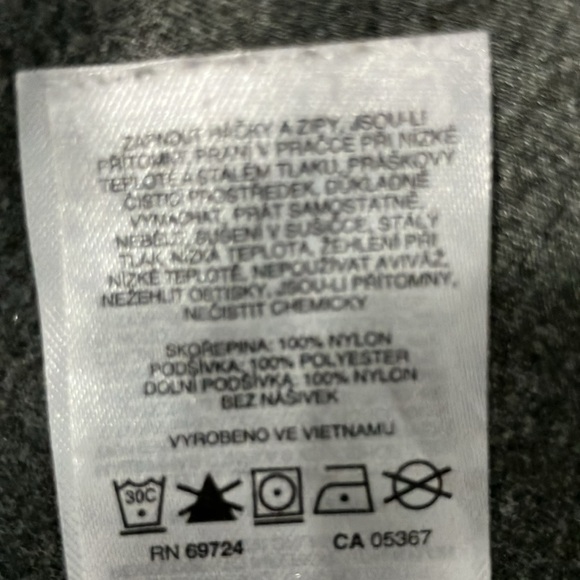 ZAPNOUT HÁČKY A ZIPY, JSOU-LI
PŘÍTOMNY. PRANÍ V PRAČCE PŘI NÍZKÉ
TEPLOTĚ A STÁLÉM TLAKU, PRÁŠKOVÝ
ČISTICÍ PROSTŘEDEK, DŮKLADNĚ
VYMÁCHAT, PRÁT SAMOSTATNĚ,
NEBĚLIT, SUŠENÍ V SUŠIČCE, STÁLÝ
TLAK, NÍZKÁ TEPLOTA, ŽEHLENÍ PŘI
NÍZKÉ TEPLOTĚ, NEPOUŽÍVAT AVIVÁŽ,
NEŽEHLIT OBTISKY, JSOU-LI PŘÍTOMNY,
NEČISTIT CHEMICKY
SKOŘEPINA: 100% NYLON
PODŠÍVKA: 100% POLYESTER
DOLNÍ PODŠÍVKA: 100% NYLON
BEZ NÁŠIVEK
VYROBENO VE VIETNAMU
30C
RN 69724 CA 05367